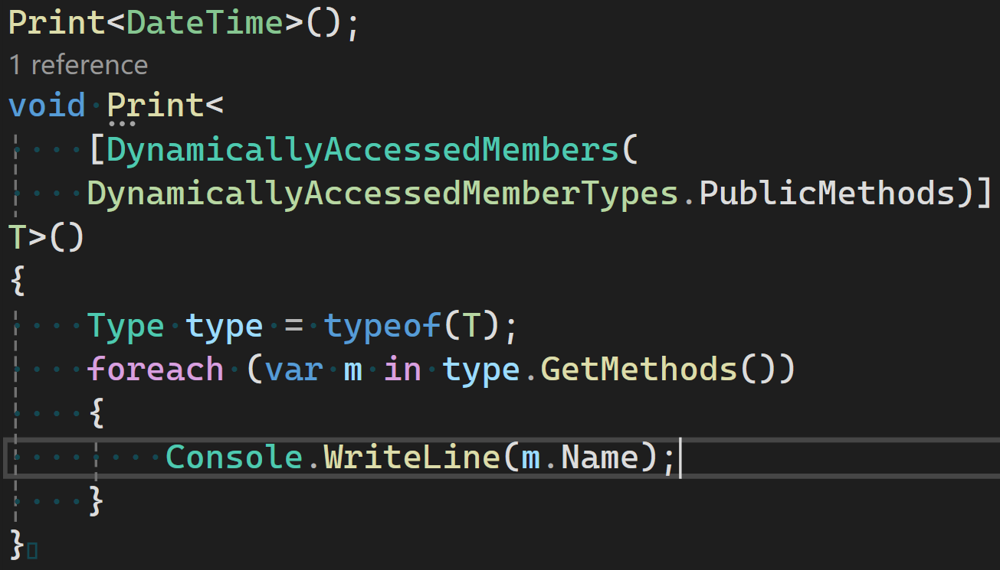 Print<DateTime>();
1 reference
void Print<
    [DynamicallyAccessedMembers(
    DynamicallyAccessedMemberTypes.PublicMethods)]
T>()
{
    Type type = typeof(T);
    foreach (var m in type.GetMethods())
    {
        Console.WriteLine(m.Name);
    }
}